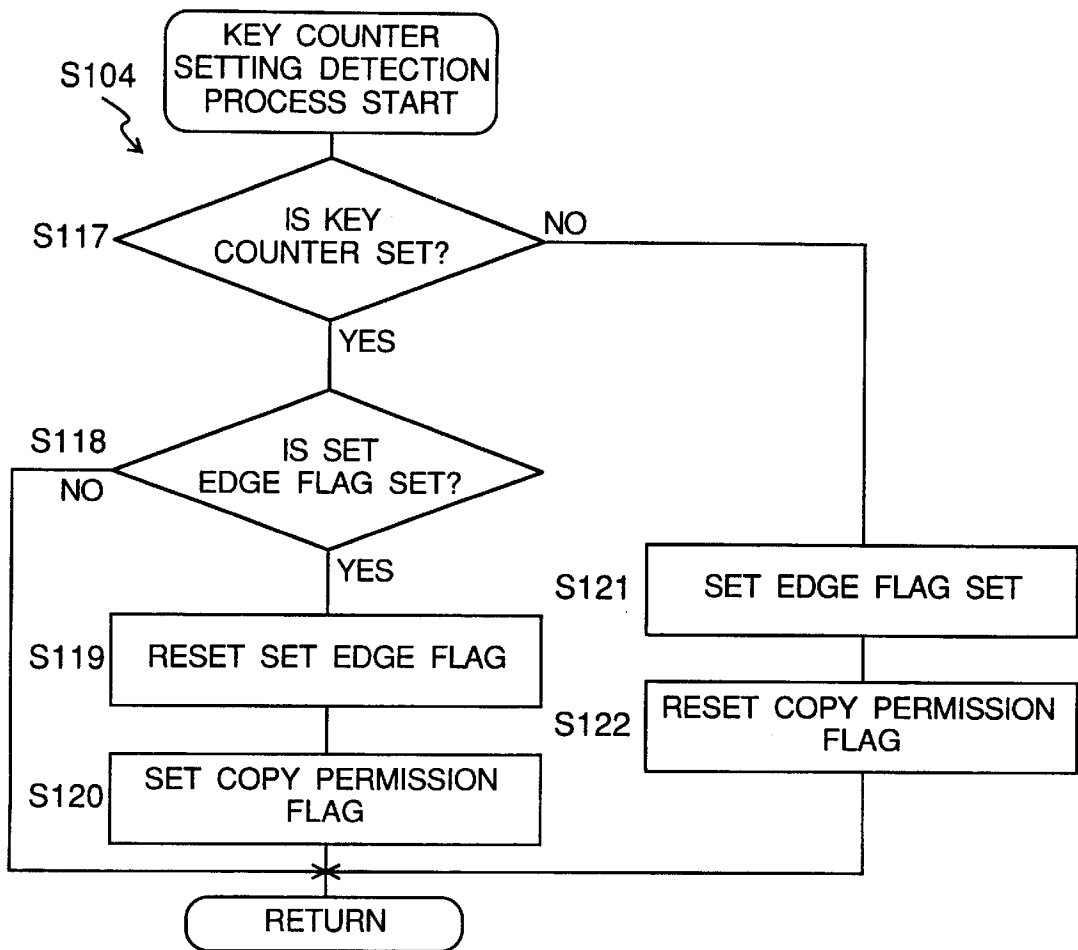 KEY COUNTER
SETTING DETECTION
PROCESS START
S104
S117
IS KEY
COUNTER SET?
NO
YES
S118
IS SET
EDGE FLAG SET?
NO
YES
S119
RESET SET EDGE FLAG
S120
SET COPY PERMISSION
FLAG
S121
SET EDGE FLAG SET
S122
RESET COPY PERMISSION
FLAG
RETURN